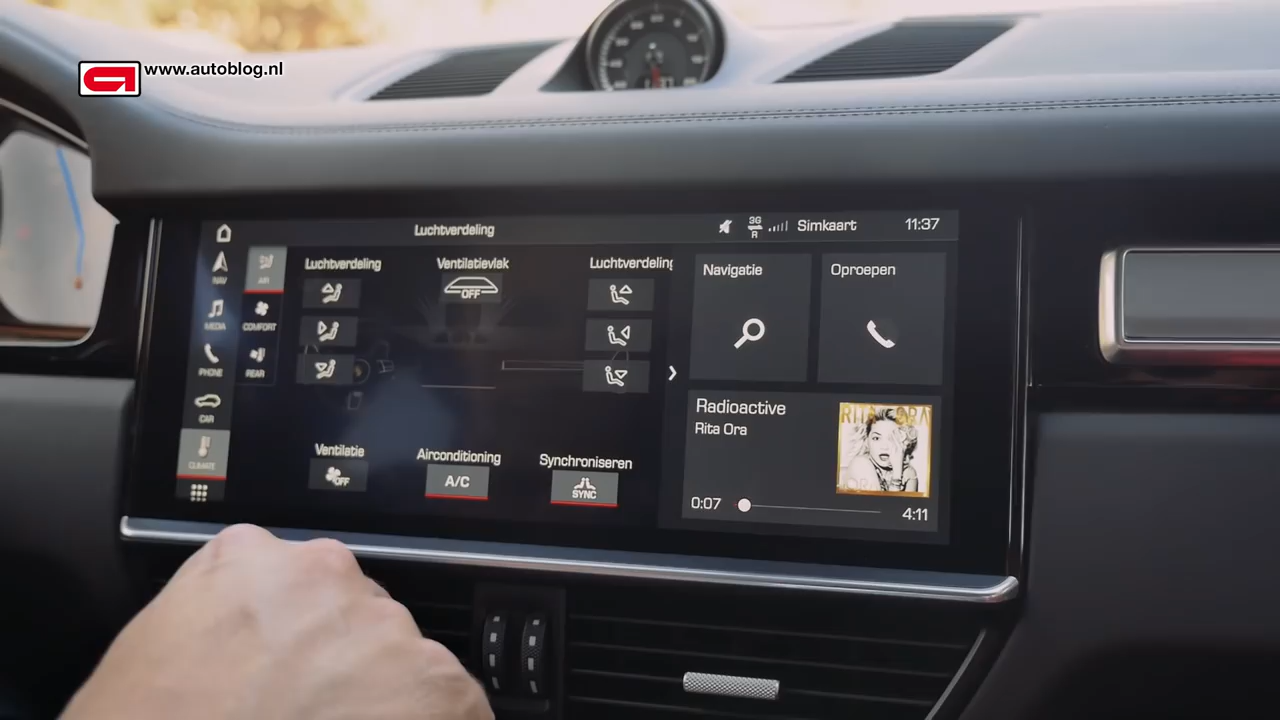 www.autoblog.nl
Luchtverdeling
3G
R
Simkaart
11:37
NAV
MEDIA
PHONE
CAR
CLIMATE
AIR
COMFORT
REAR
Luchtverdeling
Ventilatievlak
OFF
Luchtverdeling
Navigatie
Oproepen
Radioactive
Rita Ora
RITA ORA
0:07
4:11
Ventilatie
OFF
Airconditioning
A/C
Synchroniseren
SYNC